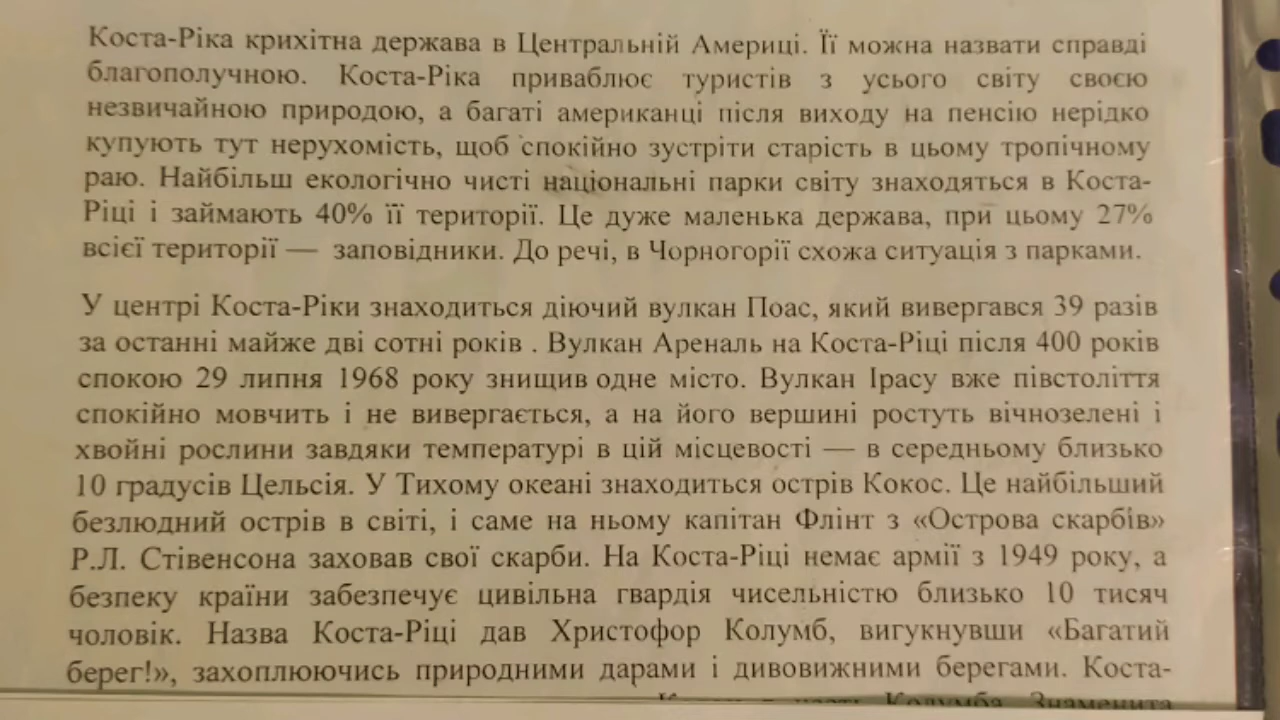 Коста-Ріка крихітна держава в Центральній Америці. Її можна назвати справді
благополучною. Коста-Ріка приваблює туристів з усього світу своєю
незвичайною природою, а багаті американці після виходу на пенсію нерідко
купують тут нерухомість, щоб спокійно зустріти старість в цьому тропічному
раю. Найбільш екологічно чисті національні парки світу знаходяться в Коста-
Ріці і займають 40% її території. Це дуже маленька держава, при цьому 27%
всієї території — заповідники. До речі, в Чорногорії схожа ситуація з парками.
У центрі Коста-Ріки знаходиться діючий вулкан Поас, який вивергався 39 разів
за останні майже дві сотні років . Вулкан Ареналь на Коста-Ріці після 400 років
спокою 29 липня 1968 року знищив одне місто. Вулкан Ірасу вже півстоліття
спокійно мовчить і не вивергається, а на його вершині ростуть вічнозелені і
хвойні рослини завдяки температурі в цій місцевості — в середньому близько
10 градусів Цельсія. У Тихому океані знаходиться острів Кокос. Це найбільший
безлюдний острів в світі, і саме на ньому капітан Флінт з «Острова скарбів»
Р.Л. Стівенсона заховав свої скарби. На Коста-Ріці немає армії з 1949 року, а
безпеку країни забезпечує цивільна гвардія чисельністю близько 10 тисяч
чоловік. Назва Коста-Ріці дав Христофор Колумб, вигукнувши «Багатий
берег!», захоплюючись природними дарами і дивовижними берегами. Коста-
Колумба. Знаменита